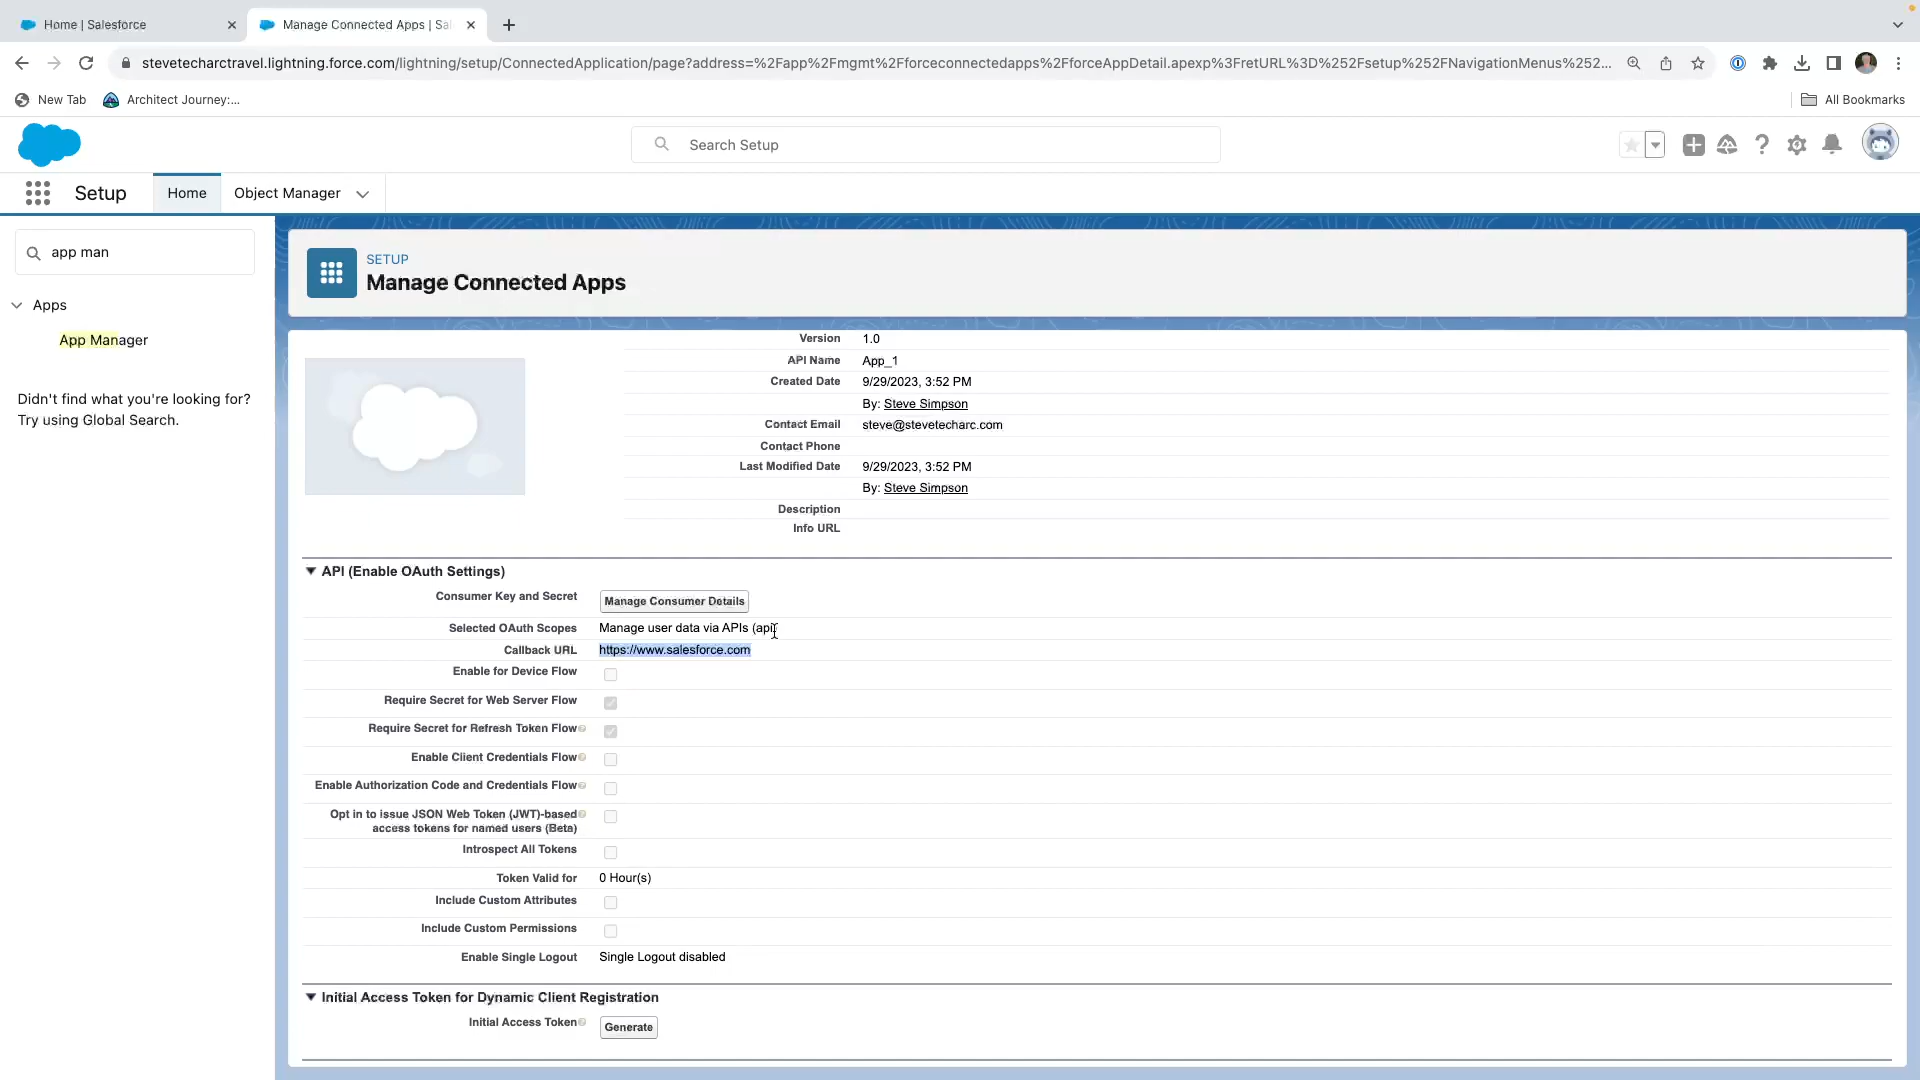 Home | Salesforce
Manage Connected Apps | Sal
stevetecharctravel.lightning.force.com/lightning/setup/ConnectedApplication/page?address=%2Fapp%2Fmgmt%2Fforceconnectedapps%2FforceAppDetail.apexp%3FretURL%3D%252Fsetup%252FNavigationMenus%252...
New Tab
Architect Journey:...
All Bookmarks
Search Setup
Setup
Home
Object Manager
app man
Apps
App Manager
Didn't find what you're looking for?
Try using Global Search.
SETUP
Manage Connected Apps
Version 1.0
API Name App_1
Created Date 9/29/2023, 3:52 PM
By: Steve Simpson
Contact Email steve@stevetecharc.com
Contact Phone
Last Modified Date 9/29/2023, 3:52 PM
By: Steve Simpson
Description
Info URL
API (Enable OAuth Settings)
Consumer Key and Secret Manage Consumer Details
Selected OAuth Scopes Manage user data via APIs (api)
Callback URL https://www.salesforce.com
Enable for Device Flow
Require Secret for Web Server Flow
Require Secret for Refresh Token Flow
Enable Client Credentials Flow
Enable Authorization Code and Credentials Flow
Opt in to issue JSON Web Token (JWT)-based
access tokens for named users (Beta)
Introspect All Tokens
Token Valid for 0 Hour(s)
Include Custom Attributes
Include Custom Permissions
Enable Single Logout Single Logout disabled
Initial Access Token for Dynamic Client Registration
Initial Access Token Generate